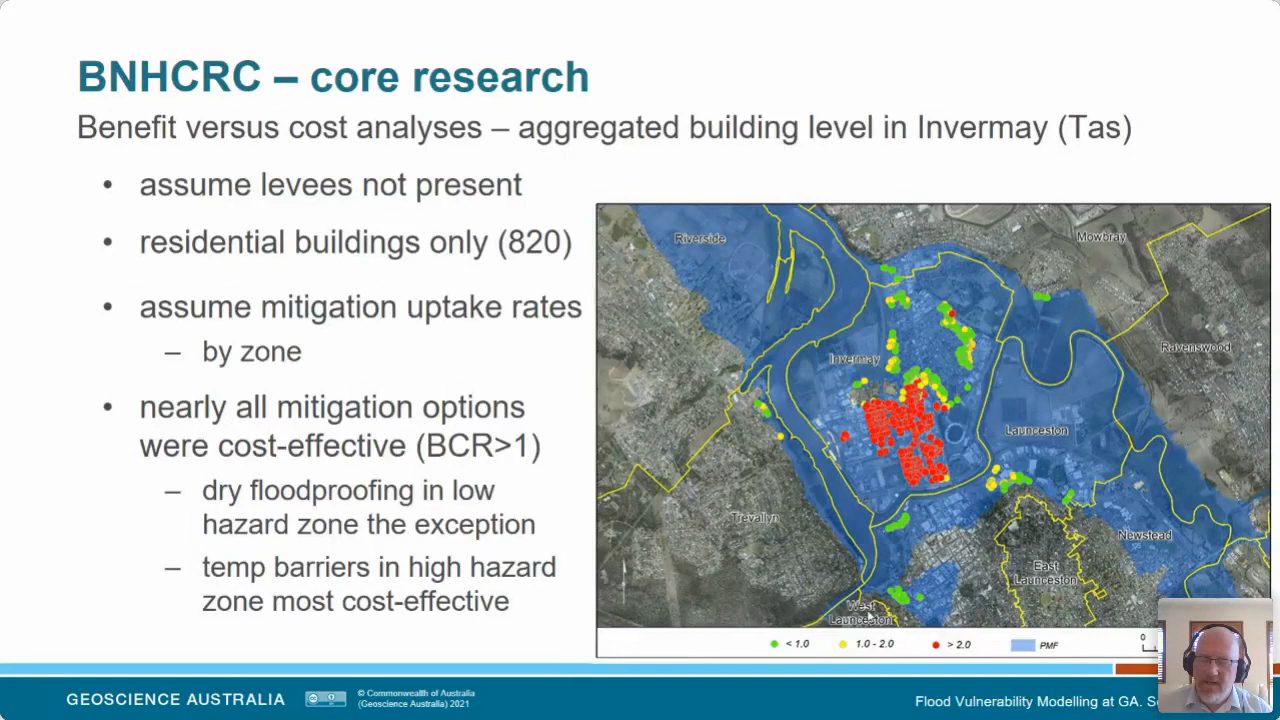 BNHCRC – core research
Benefit versus cost analyses – aggregated building level in Invermay (Tas)
• assume levees not present
• residential buildings only (820)
• assume mitigation uptake rates
– by zone
• nearly all mitigation options
were cost-effective (BCR>1)
– dry floodproofing in low
hazard zone the exception
– temp barriers in high hazard
zone most cost-effective
Riverside
Mowbray
Ravenswood
Invermay
Launceston
Trevallyn
Newstead
East
Launceston
West
Launceston
< 1.0
1.0 - 2.0
> 2.0
PMF
0
GEOSCIENCE AUSTRALIA
© Commonwealth of Australia
(Geoscience Australia) 2021
Flood Vulnerability Modelling at GA.